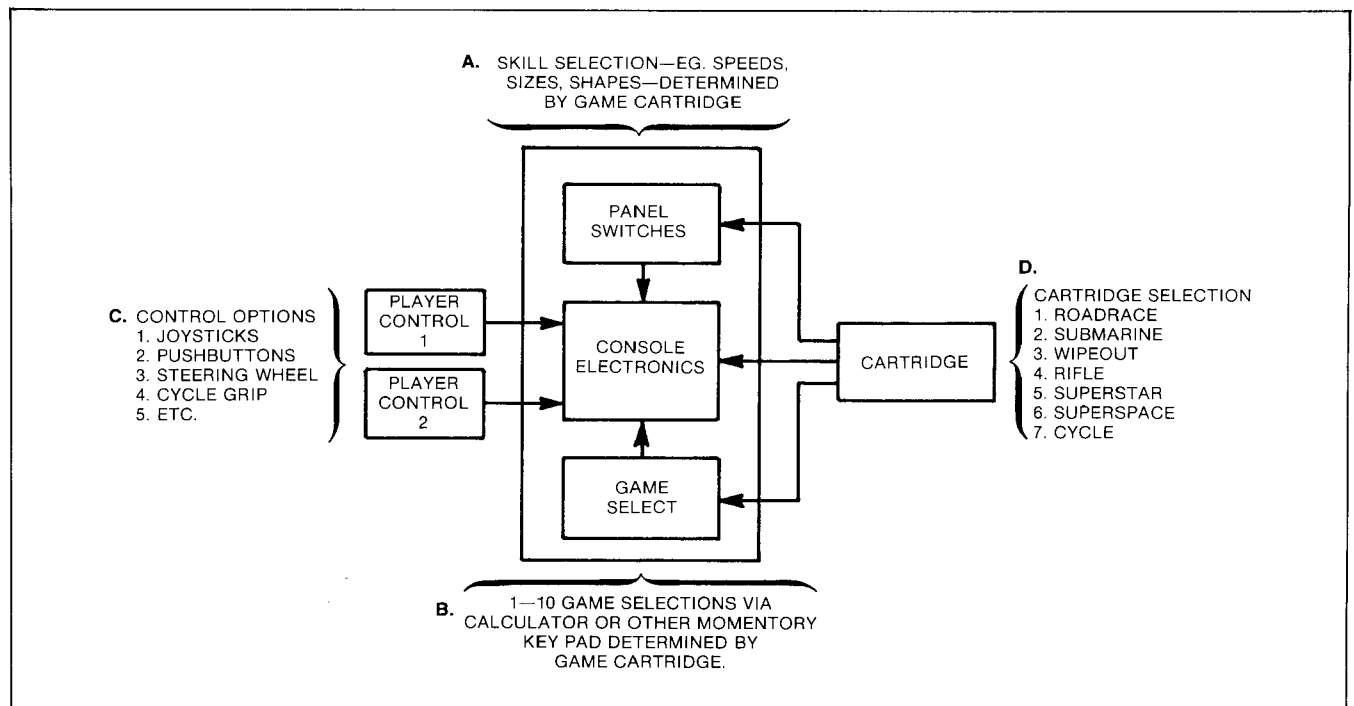 A. SKILL SELECTION—EG. SPEEDS,
SIZES, SHAPES—DETERMINED
BY GAME CARTRIDGE
PANEL
SWITCHES
C. CONTROL OPTIONS
1. JOYSTICKS
2. PUSHBUTTONS
3. STEERING WHEEL
4. CYCLE GRIP
5. ETC.
PLAYER
CONTROL
1
PLAYER
CONTROL
2
CONSOLE
ELECTRONICS
CARTRIDGE
D.
CARTRIDGE SELECTION
1. ROADRACE
2. SUBMARINE
3. WIPEOUT
4. RIFLE
5. SUPERSTAR
6. SUPERSPACE
7. CYCLE
GAME
SELECT
B. 1—10 GAME SELECTIONS VIA
CALCULATOR OR OTHER MOMENTORY
KEY PAD DETERMINED BY
GAME CARTRIDGE.